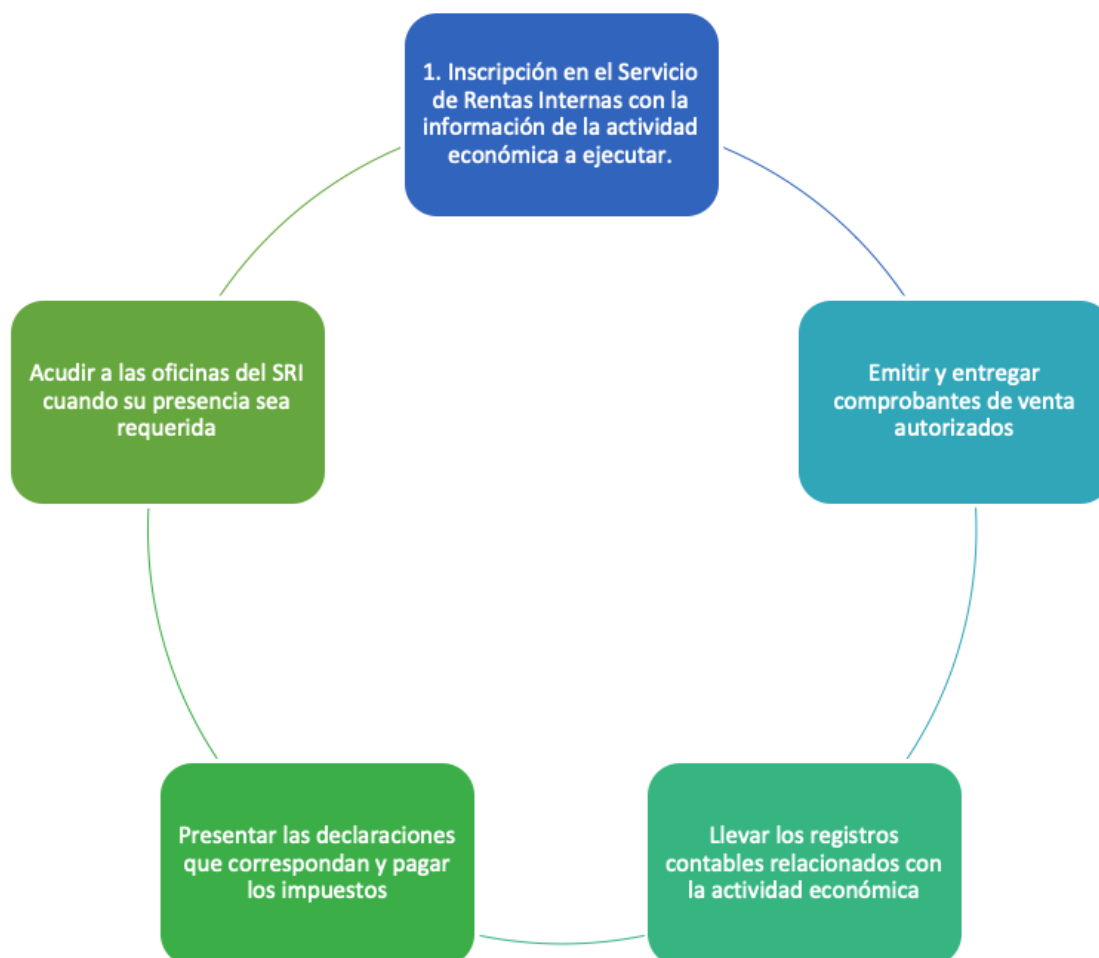 1. Inscripción en el Servicio
de Rentas Internas con la
información de la actividad
económica a ejecutar.
Emitir y entregar
comprobantes de venta
autorizados
Llevar los registros
contables relacionados con
la actividad económica
Presentar las declaraciones
que correspondan y pagar
los impuestos
Acudir a las oficinas del SRI
cuando su presencia sea
requerida